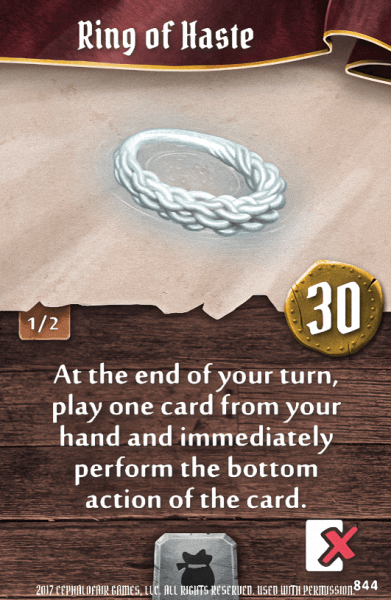 Ring of Haste
30
1/2
At the end of your turn,
play one card from your
hand and immediately
perform the bottom
action of the card.
2017 CEPHALOFAIR GAMES, LLC. ALL RIGHTS RESERVED. USED WITH PERMISSION.
844